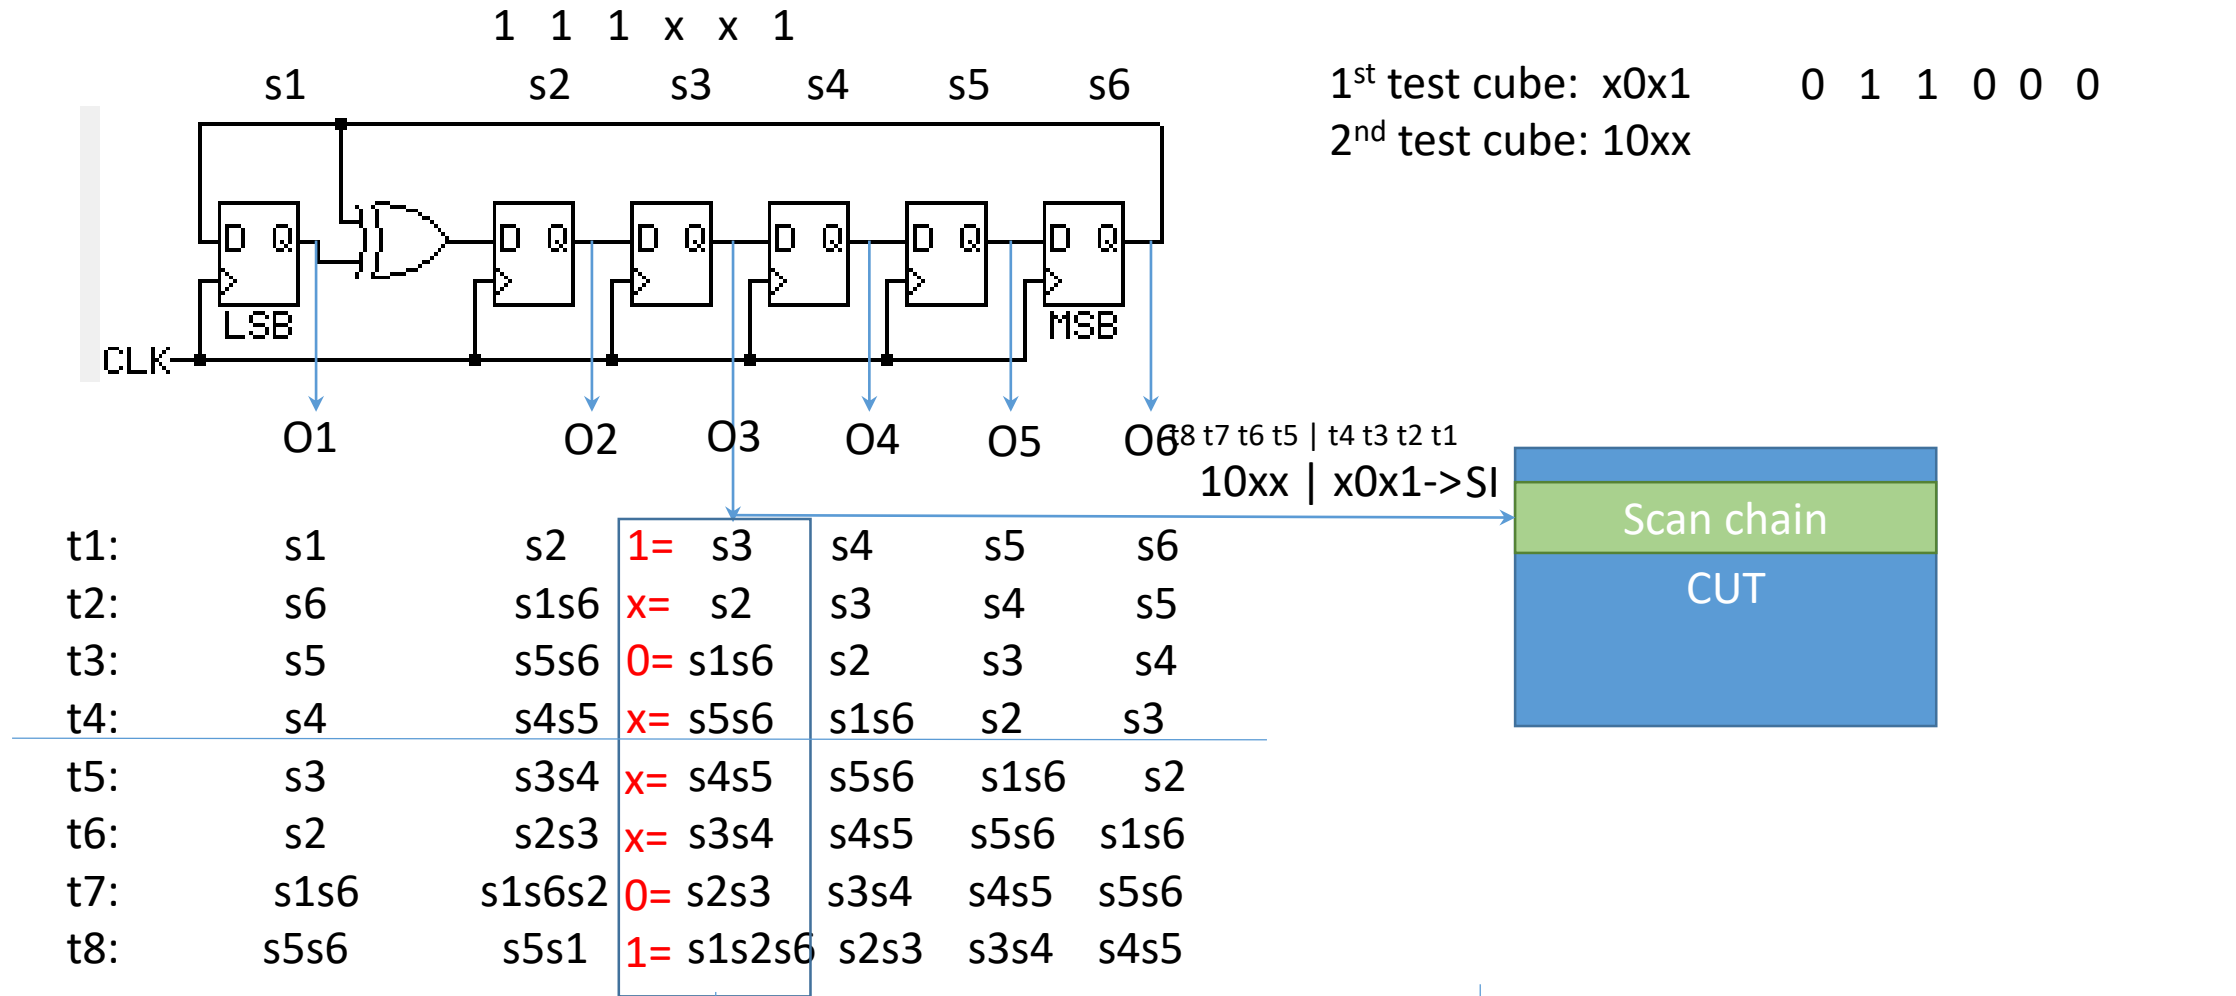 1 1 1 x x 1
s1 s2 s3 s4 s5 s6
1st test cube: x0x1 0 1 1 0 0 0
2nd test cube: 10xx
D Q D Q D Q D Q D Q D Q
LSB MSB
CLK
O1 O2 O3 O4 O5 O6
t8 t7 t6 t5 | t4 t3 t2 t1
10xx | x0x1->SI
Scan chain
CUT
t1: s1 s2 1= s3 s4 s5 s6
t2: s6 s1s6 x= s2 s3 s4 s5
t3: s5 s5s6 0= s1s6 s2 s3 s4
t4: s4 s4s5 x= s5s6 s1s6 s2 s3
t5: s3 s3s4 x= s4s5 s5s6 s1s6 s2
t6: s2 s2s3 x= s3s4 s4s5 s5s6 s1s6
t7: s1s6 s1s6s2 0= s2s3 s3s4 s4s5 s5s6
t8: s5s6 s5s1 1= s1s2s6 s2s3 s3s4 s4s5